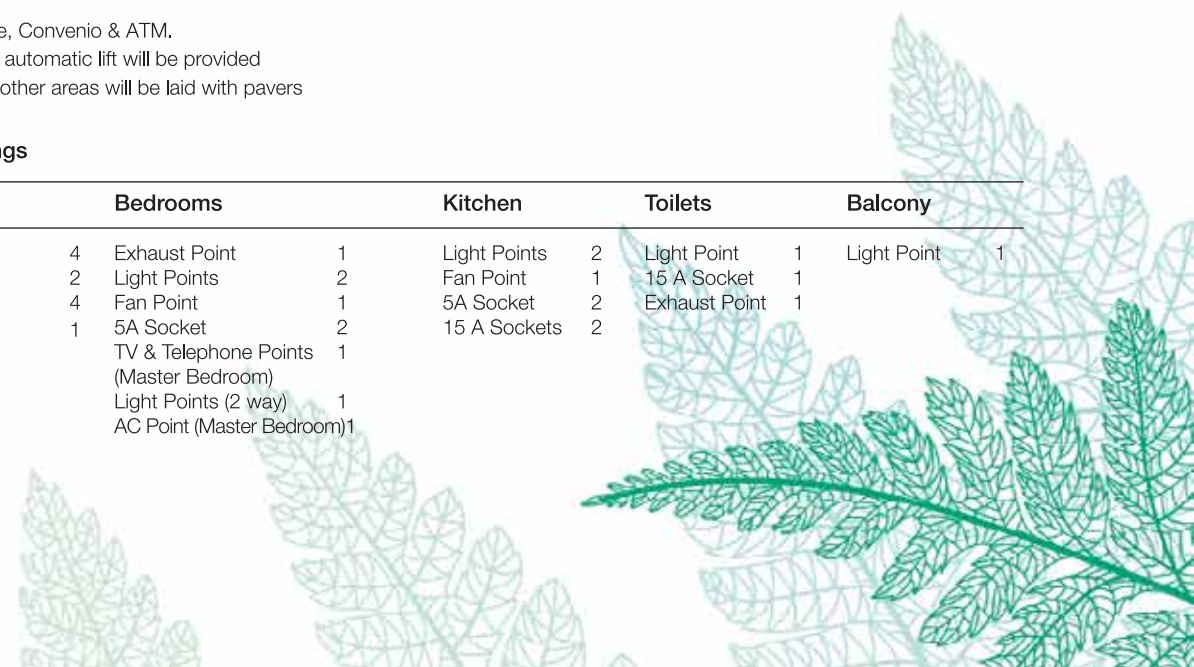 e, Convenio & ATM.
automatic lift will be provided
other areas will be laid with pavers
ngs
Bedrooms Kitchen Toilets Balcony
4 Exhaust Point 1 Light Points 2 Light Point 1 Light Point 1
2 Light Points 2 Fan Point 1 15 A Socket 1
4 Fan Point 1 5A Socket 2 Exhaust Point 1
1 5A Socket 2 15 A Sockets 2
TV & Telephone Points 1
(Master Bedroom)
Light Points (2 way) 1
AC Point (Master Bedroom)1